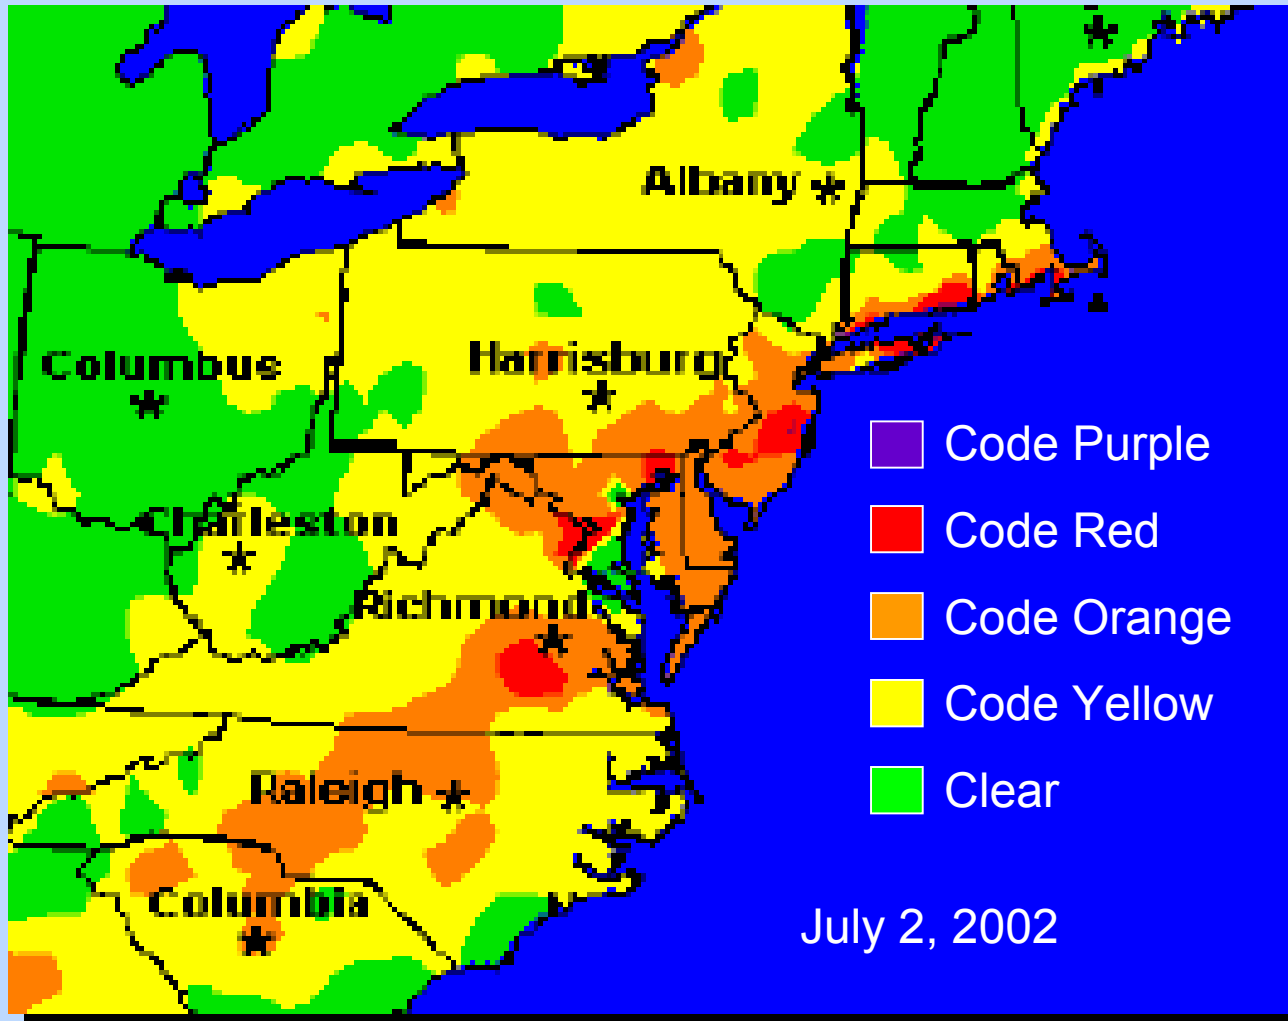 Albany
Columbus
Harrisburg
Code Purple
Code Red
Charleston
Richmond
Code Orange
Code Yellow
Raleigh
Clear
Columbia
July 2, 2002